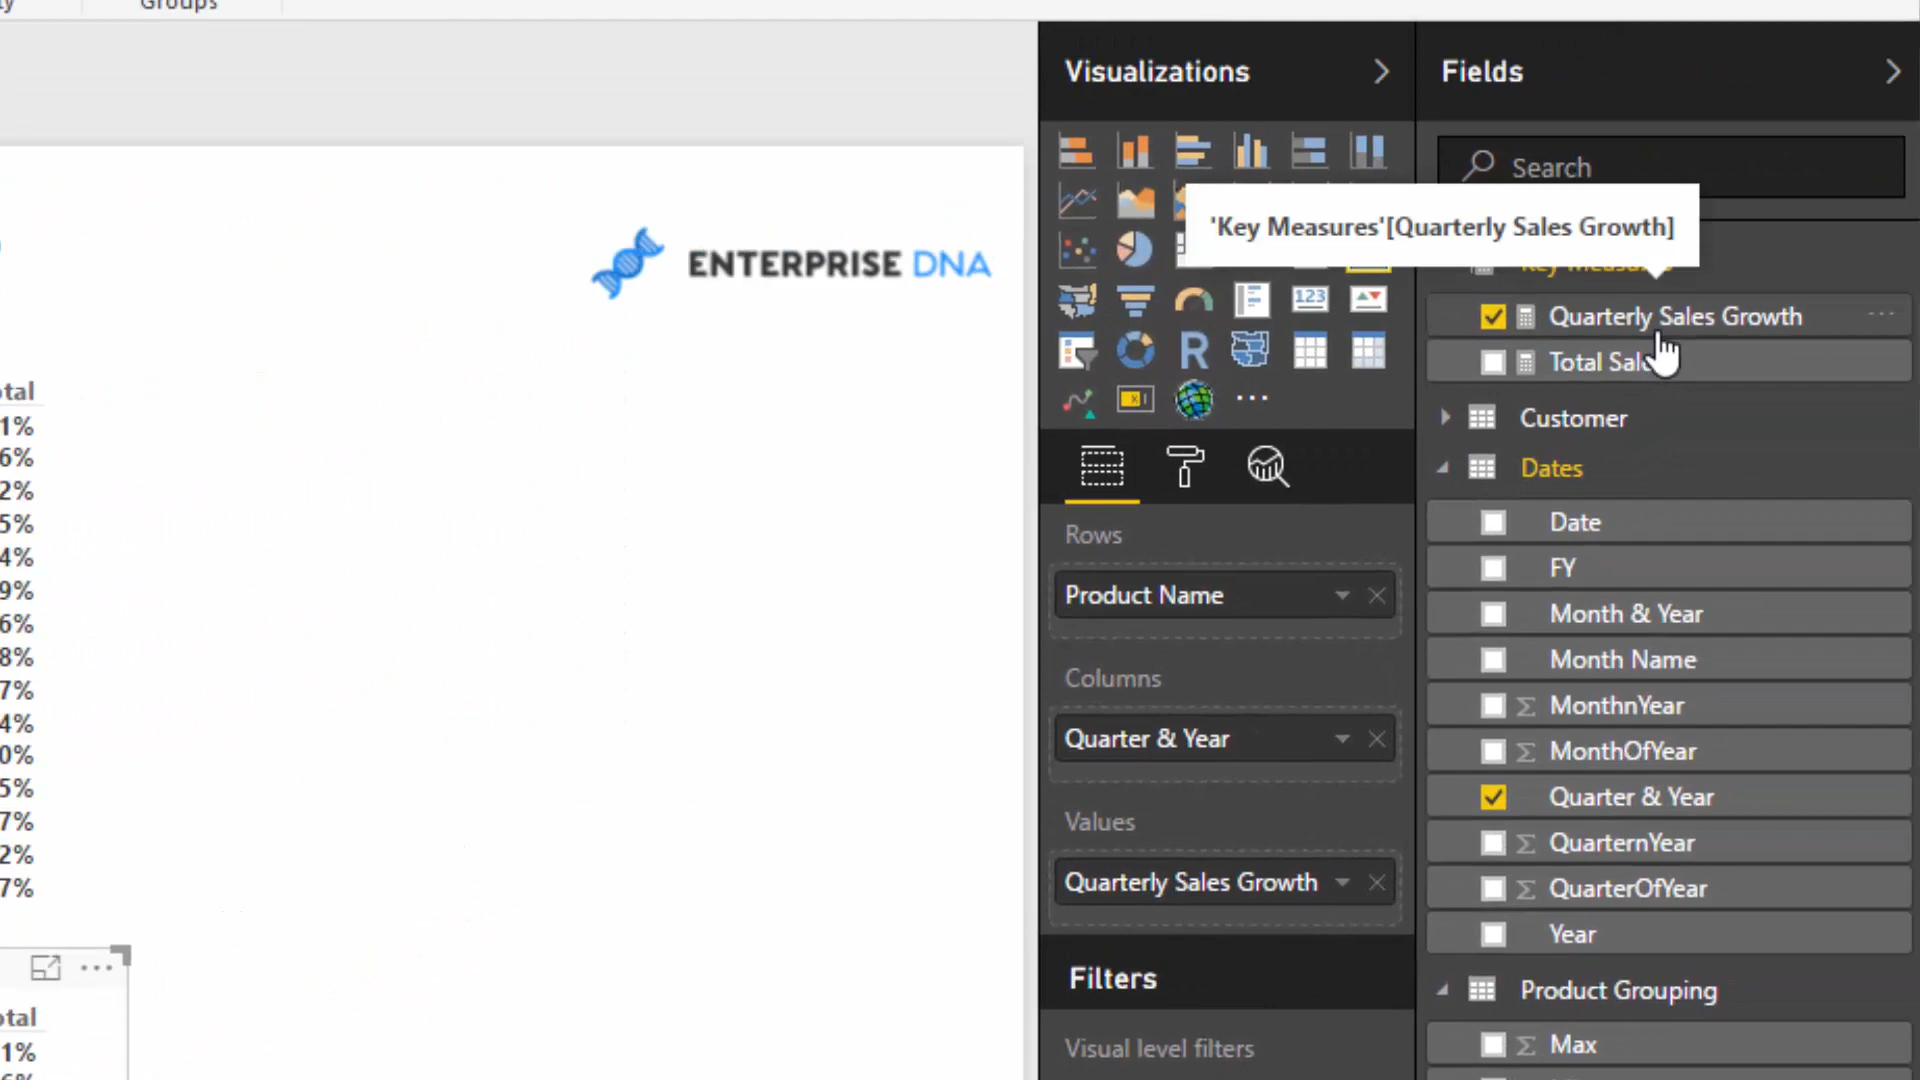 Groups
Visualizations
Fields
Search
'Key Measures'[Quarterly Sales Growth]
ENTERPRISE DNA
Quarterly Sales Growth
Total Sal
Customer
Dates
Date
FY
Month & Year
Month Name
MonthnYear
MonthOfYear
Quarter & Year
QuarternYear
QuarterOfYear
Year
Product Grouping
Max
123
R
Rows
Product Name
Columns
Quarter & Year
Values
Quarterly Sales Growth
Filters
Visual level filters
otal
1%
6%
2%
5%
4%
9%
6%
8%
7%
4%
0%
5%
7%
2%
7%
otal
1%